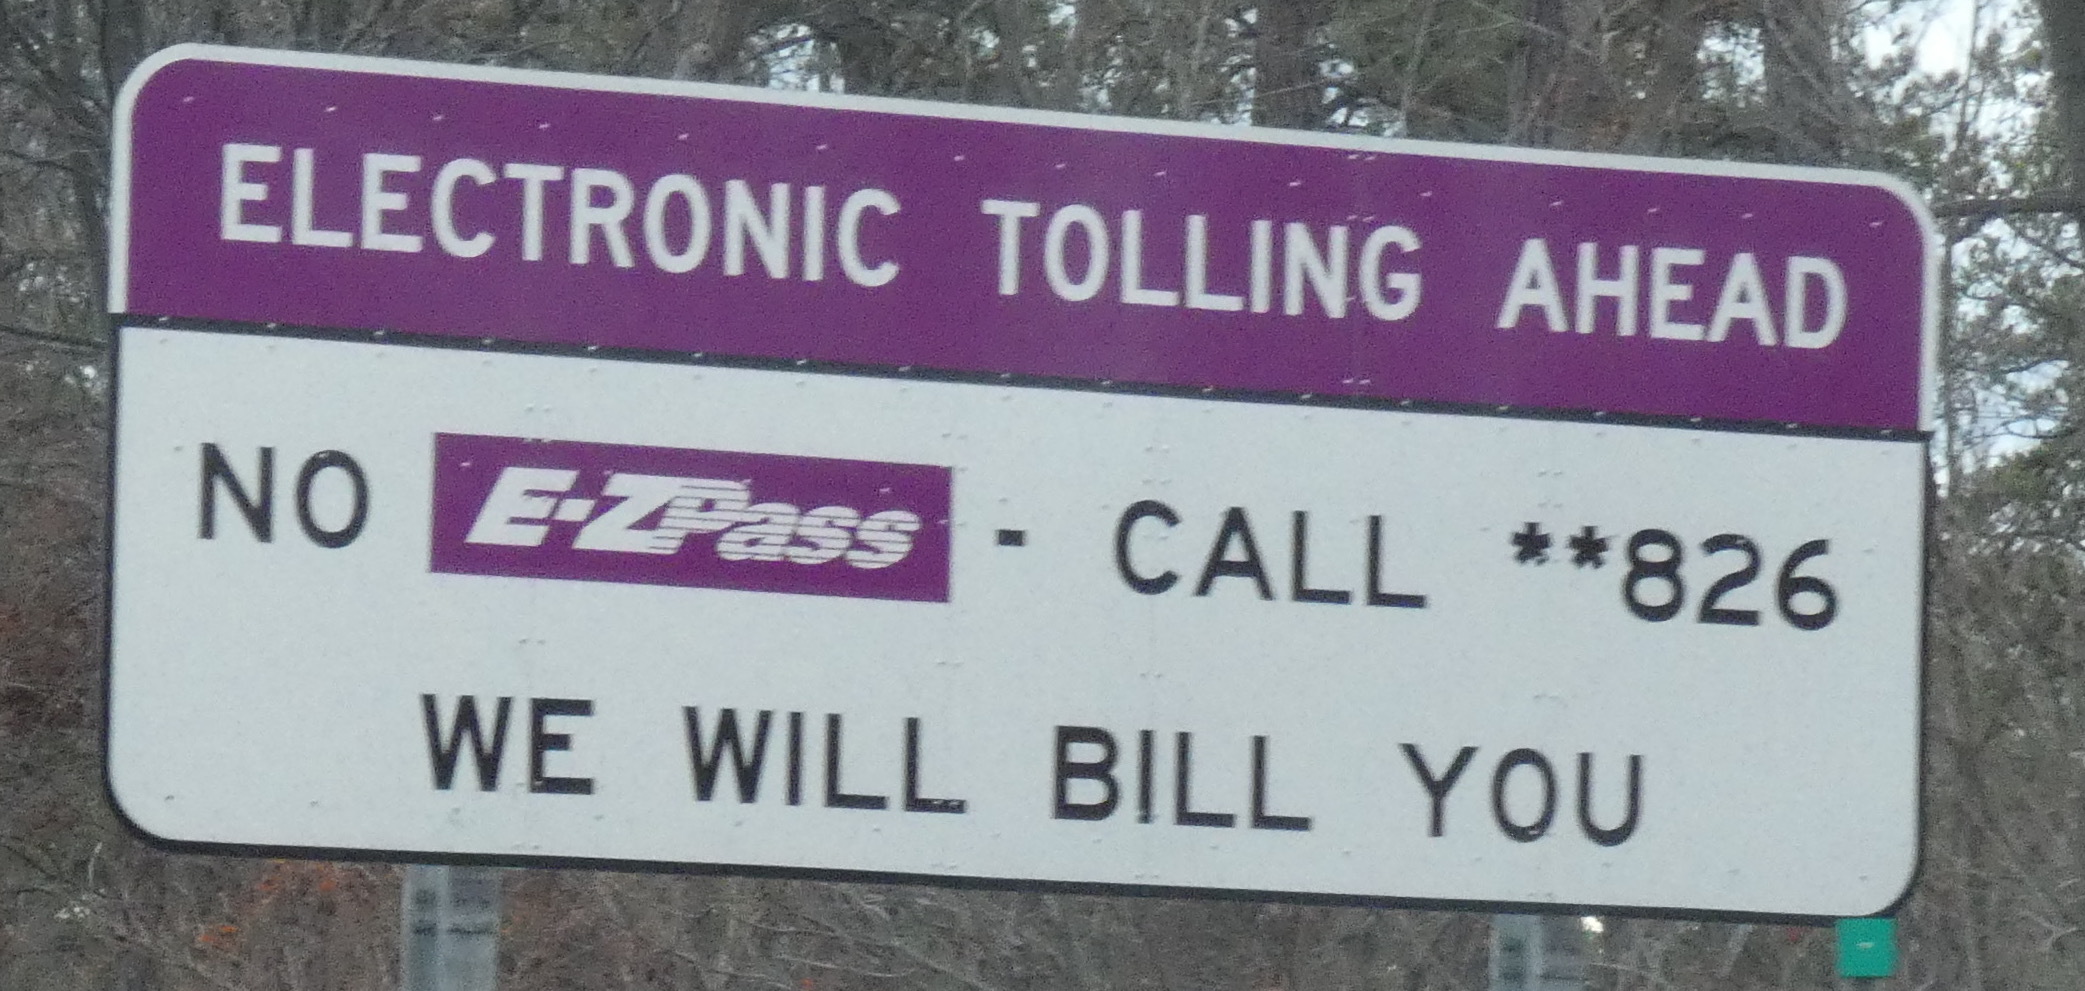 ELECTRONIC TOLLING AHEAD
NO E-ZPass - CALL **826
WE WILL BILL YOU